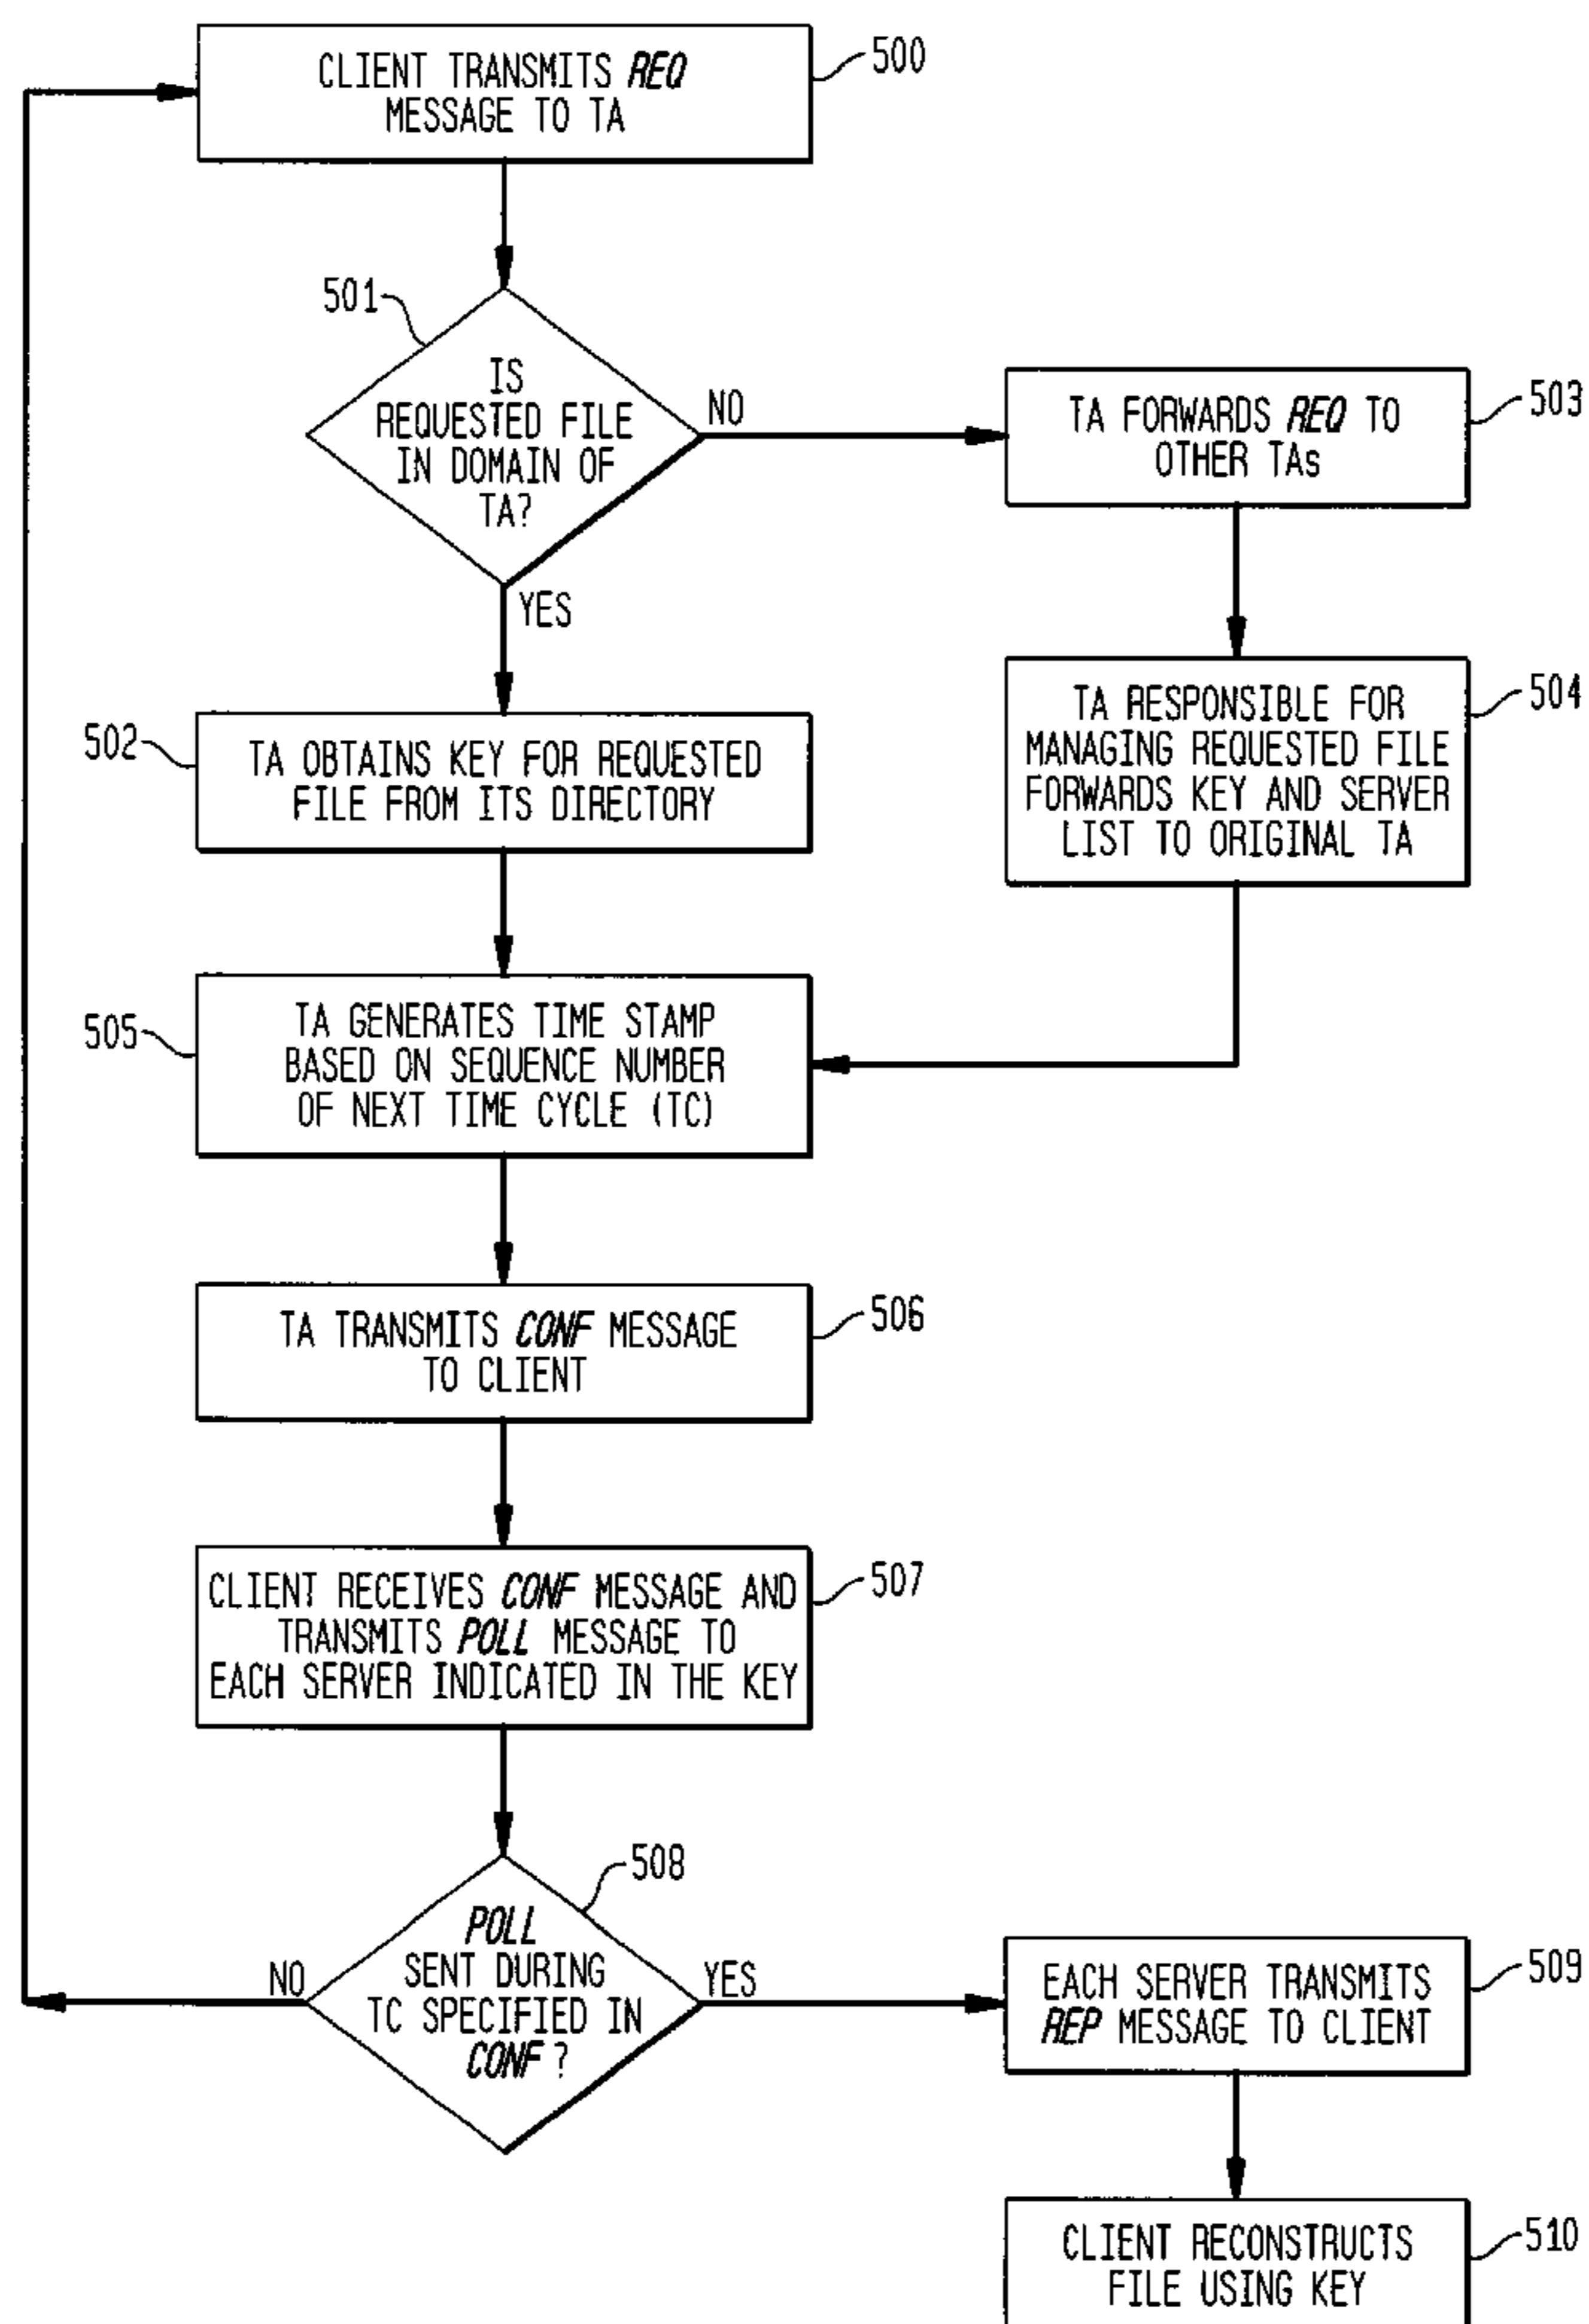 CLIENT TRANSMITS REQ
MESSAGE TO TA
500
501
IS
REQUESTED FILE
IN DOMAIN OF
TA?
NO
YES
TA FORWARDS REQ TO
OTHER TAs
503
TA RESPONSIBLE FOR
MANAGING REQUESTED FILE
FORWARDS KEY AND SERVER
LIST TO ORIGINAL TA
504
502
TA OBTAINS KEY FOR REQUESTED
FILE FROM ITS DIRECTORY
505
TA GENERATES TIME STAMP
BASED ON SEQUENCE NUMBER
OF NEXT TIME CYCLE (TC)
TA TRANSMITS CONF MESSAGE
TO CLIENT
506
CLIENT RECEIVES CONF MESSAGE AND
TRANSMITS POLL MESSAGE TO
EACH SERVER INDICATED IN THE KEY
507
508
POLL
SENT DURING
TC SPECIFIED IN
CONF?
NO
YES
EACH SERVER TRANSMITS
REP MESSAGE TO CLIENT
509
CLIENT RECONSTRUCTS
FILE USING KEY
510